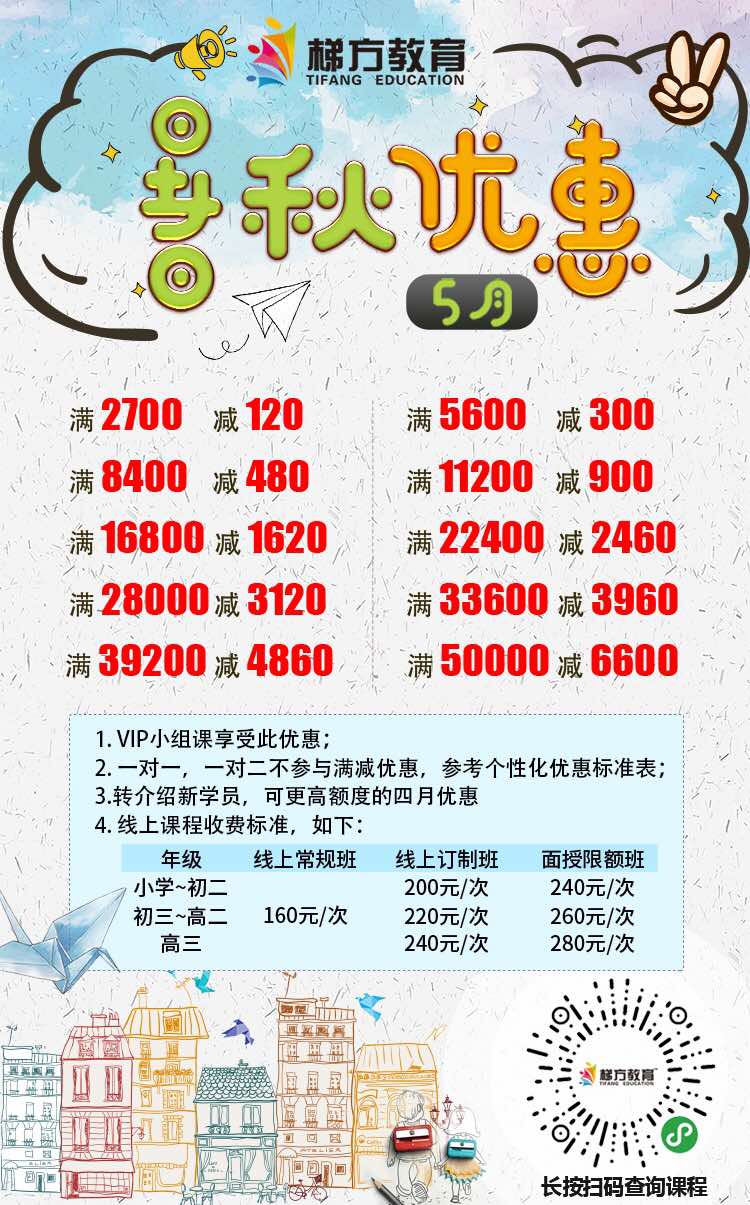 梯方教育
TIFANG EDUCATION
暑秋优惠
5月
满2700 减120
满5600 减300
满8400 减480
满11200 减900
满16800 减1620
满22400 减2460
满28000 减3120
满33600 减3960
满39200 减4860
满50000 减6600
1. VIP小组课享受此优惠；
2. 一对一，一对二不参与满减优惠，参考个性化优惠标准表；
3.转介绍新学员，可更高额度的四月优惠
4. 线上课程收费标准，如下：
年级 线上常规班 线上订制班 面授限额班
小学~初二 200元/次 240元/次
初三~高二 160元/次 220元/次 260元/次
高三 240元/次 280元/次
梯方教育
TIFANG EDUCATION
长按扫码查询课程